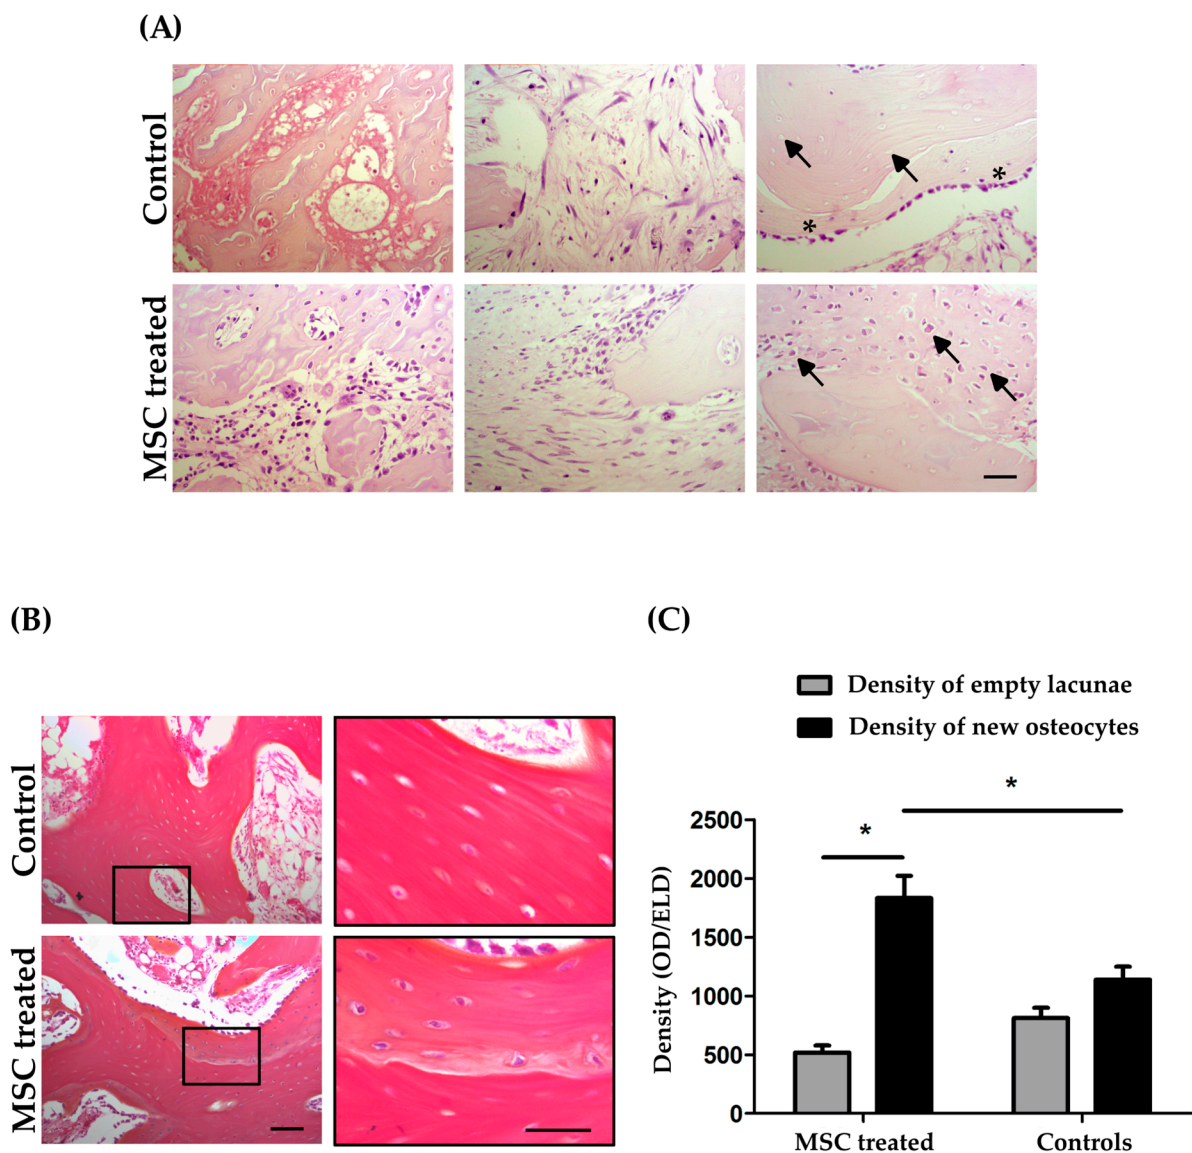 (A)
Control
*
*
MSC treated
(B)
(C)
Control
MSC treated
Density of empty lacunae
Density of new osteocytes
*
*
Density (OD/ELD)
2500
2000
1500
1000
500
0
MSC treated
Controls